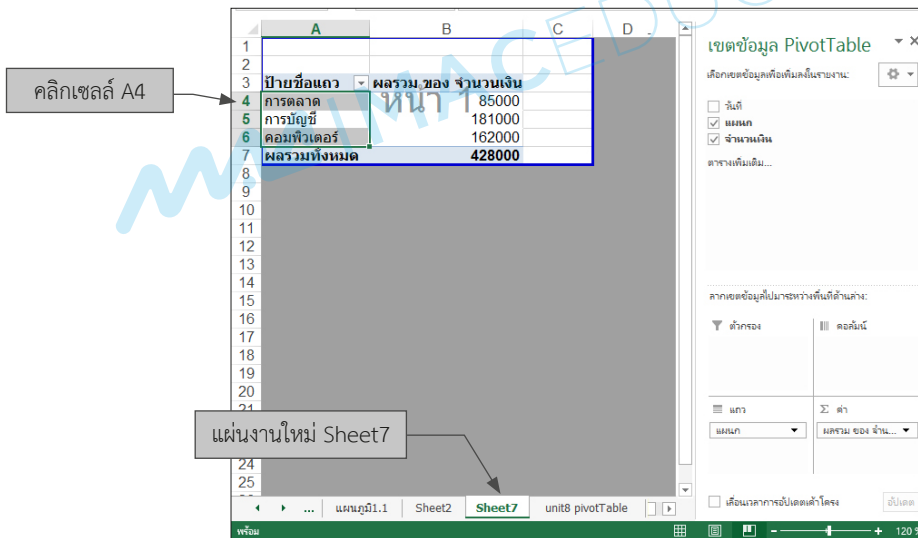 A B C D
1
2
3 ป้ายชื่อแถว ผลรวม ของ จำนวนเงิน
4 การตลาด 85000
5 การบัญชี 181000
6 คอมพิวเตอร์ 162000
7 ผลรวมทั้งหมด 428000
8
9
10
11
12
13
14
15
16
17
18
19
20
21
24
25
หน้า 1
คลิกเซลล์ A4
แผ่นงานใหม่ Sheet7
... แผนภูมิ1.1 Sheet2 Sheet7 unit8 pivotTable
พร้อม
120 %
เขตข้อมูล PivotTable
เลือกเขตข้อมูลเพื่อเพิ่มลงในรายงาน:
วันที่
แผนก
จำนวนเงิน
ตารางเพิ่มเติม...
ลากเขตข้อมูลไปมาระหว่างพื้นที่ด้านล่าง:
ตัวกรอง
คอลัมน์
แถว
Σ ค่า
แผนก
ผลรวม ของ จำน...
เลื่อนเวลาการอัปเดตเค้าโครง
อัปเดต